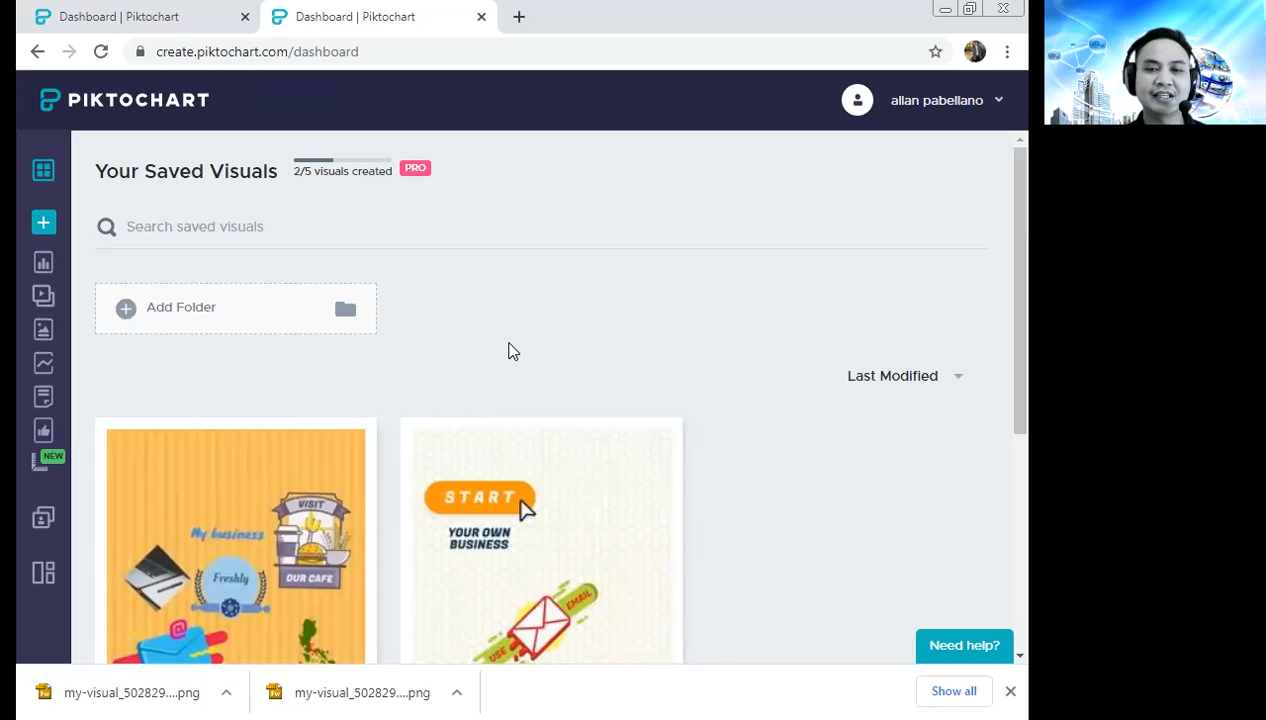 Dashboard | Piktochart
Dashboard | Piktochart
create.piktochart.com/dashboard
PIKTOCHART
allan pabellano
Your Saved Visuals
2/5 visuals created
PRO
Search saved visuals
Add Folder
Last Modified
NEW
VISIT
My business
Freshly
OUR CAFE
START
YOUR OWN
BUSINESS
EMAIL
USE
Need help?
my-visual_502829....png
my-visual_502829....png
Show all